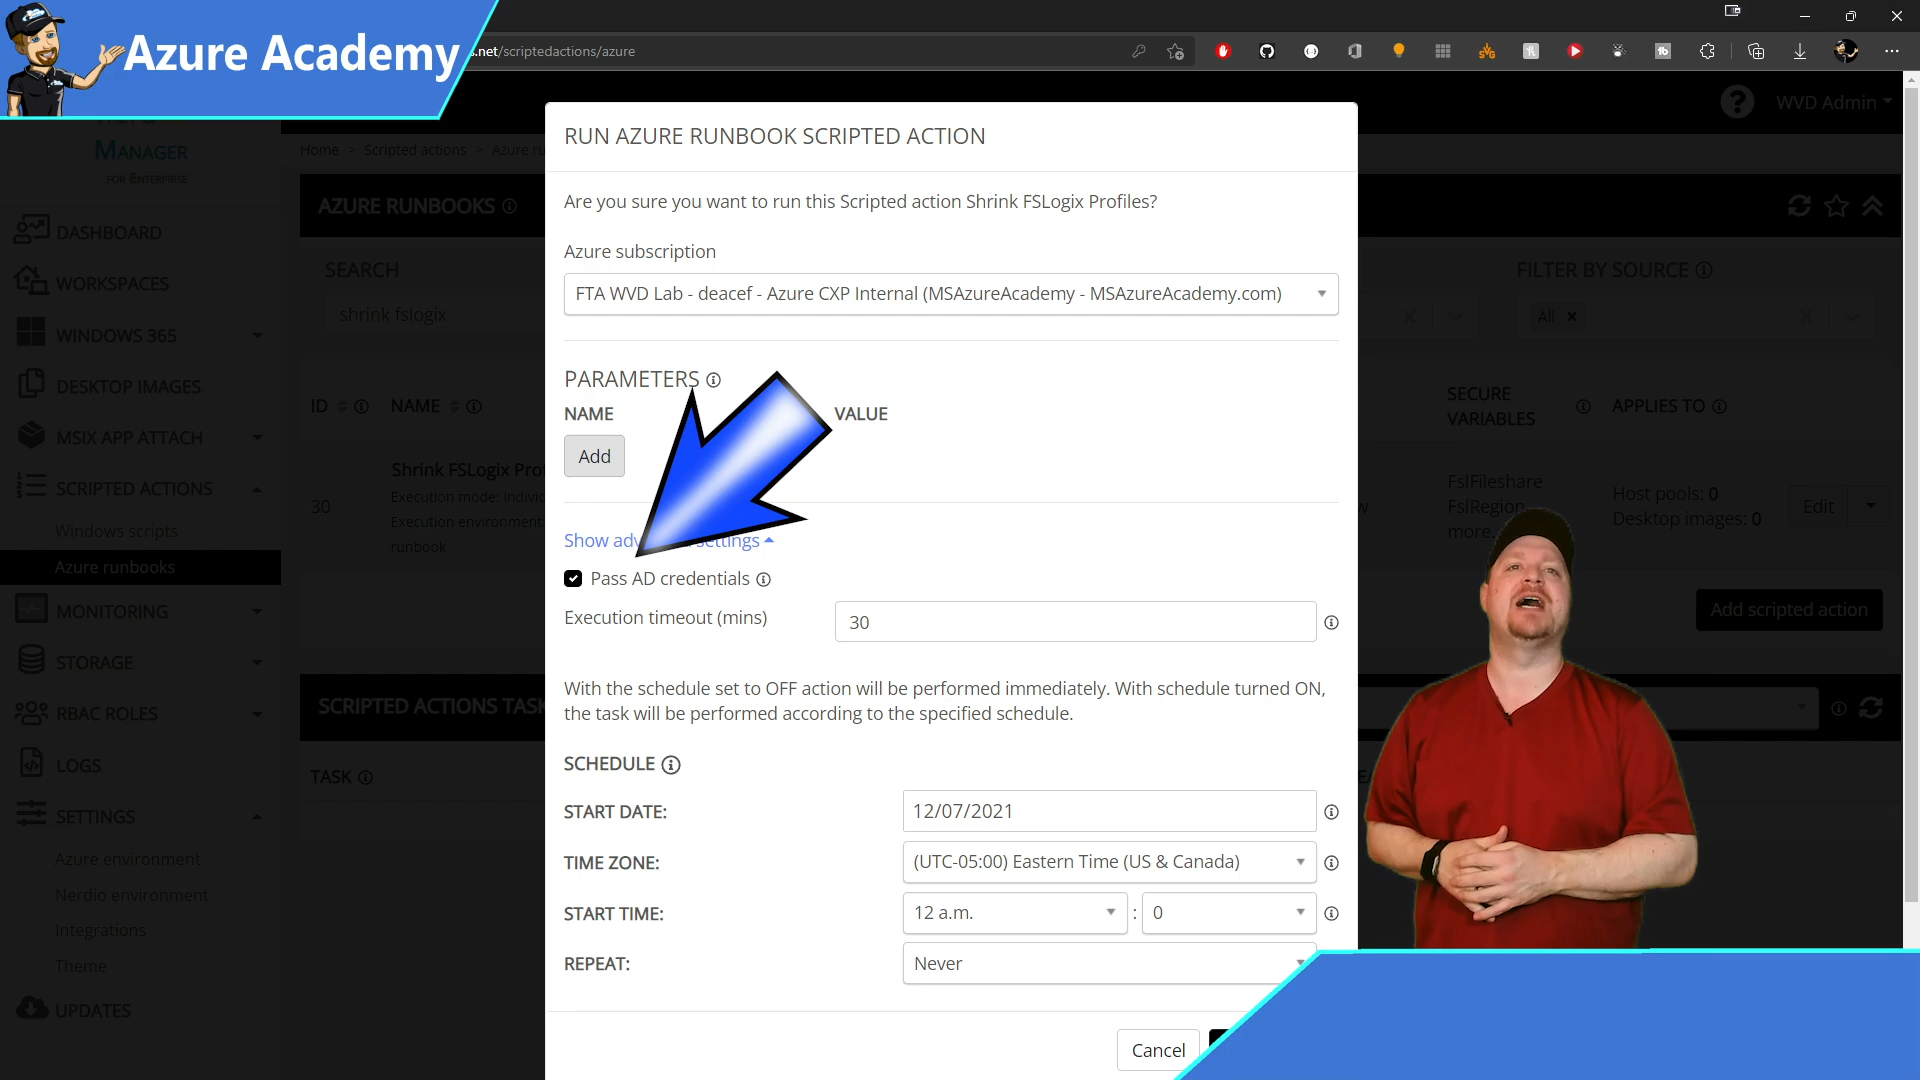 Azure Academy
.net/scriptedactions/azure
WVD Admin
MANAGER
FOR ENTERPRISE
Home > Scripted actions > Azure ru
RUN AZURE RUNBOOK SCRIPTED ACTION
DASHBOARD
WORKSPACES
WINDOWS 365
DESKTOP IMAGES
MSIX APP ATTACH
SCRIPTED ACTIONS
Windows scripts
Azure runbooks
MONITORING
STORAGE
RBAC ROLES
LOGS
SETTINGS
Azure environment
Nerdio environment
Integrations
Theme
UPDATES
AZURE RUNBOOKS
SEARCH
shrink fslogix
ID
NAME
30
Shrink FSLogix Pro
Execution mode: Indivi
Execution environment:
runbook
SCRIPTED ACTIONS TASK
TASK
Are you sure you want to run this Scripted action Shrink FSLogix Profiles?
Azure subscription
FTA WVD Lab - deacef - Azure CXP Internal (MSAzureAcademy - MSAzureAcademy.com)
PARAMETERS
NAME
VALUE
Add
Show adv settings
Pass AD credentials
Execution timeout (mins)
30
With the schedule set to OFF action will be performed immediately. With schedule turned ON,
the task will be performed according to the specified schedule.
SCHEDULE
START DATE:
12/07/2021
TIME ZONE:
(UTC-05:00) Eastern Time (US & Canada)
START TIME:
12 a.m.
:
0
REPEAT:
Never
Cancel
FILTER BY SOURCE
All
SECURE
VARIABLES
APPLIES TO
FslFileshare
FslRegion
more.
Host pools: 0
Desktop images: 0
Edit
Add scripted action